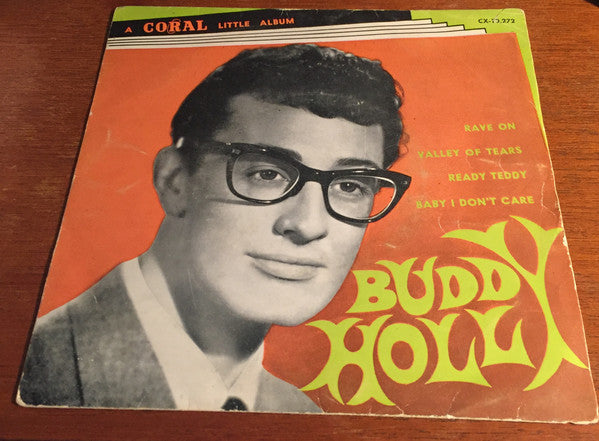 A CORAL LITTLE ALBUM
RAVE ON
VALLEY OF TEARS
READY TEDDY
BABY I DON'T CARE
BUDDY
HOLLY